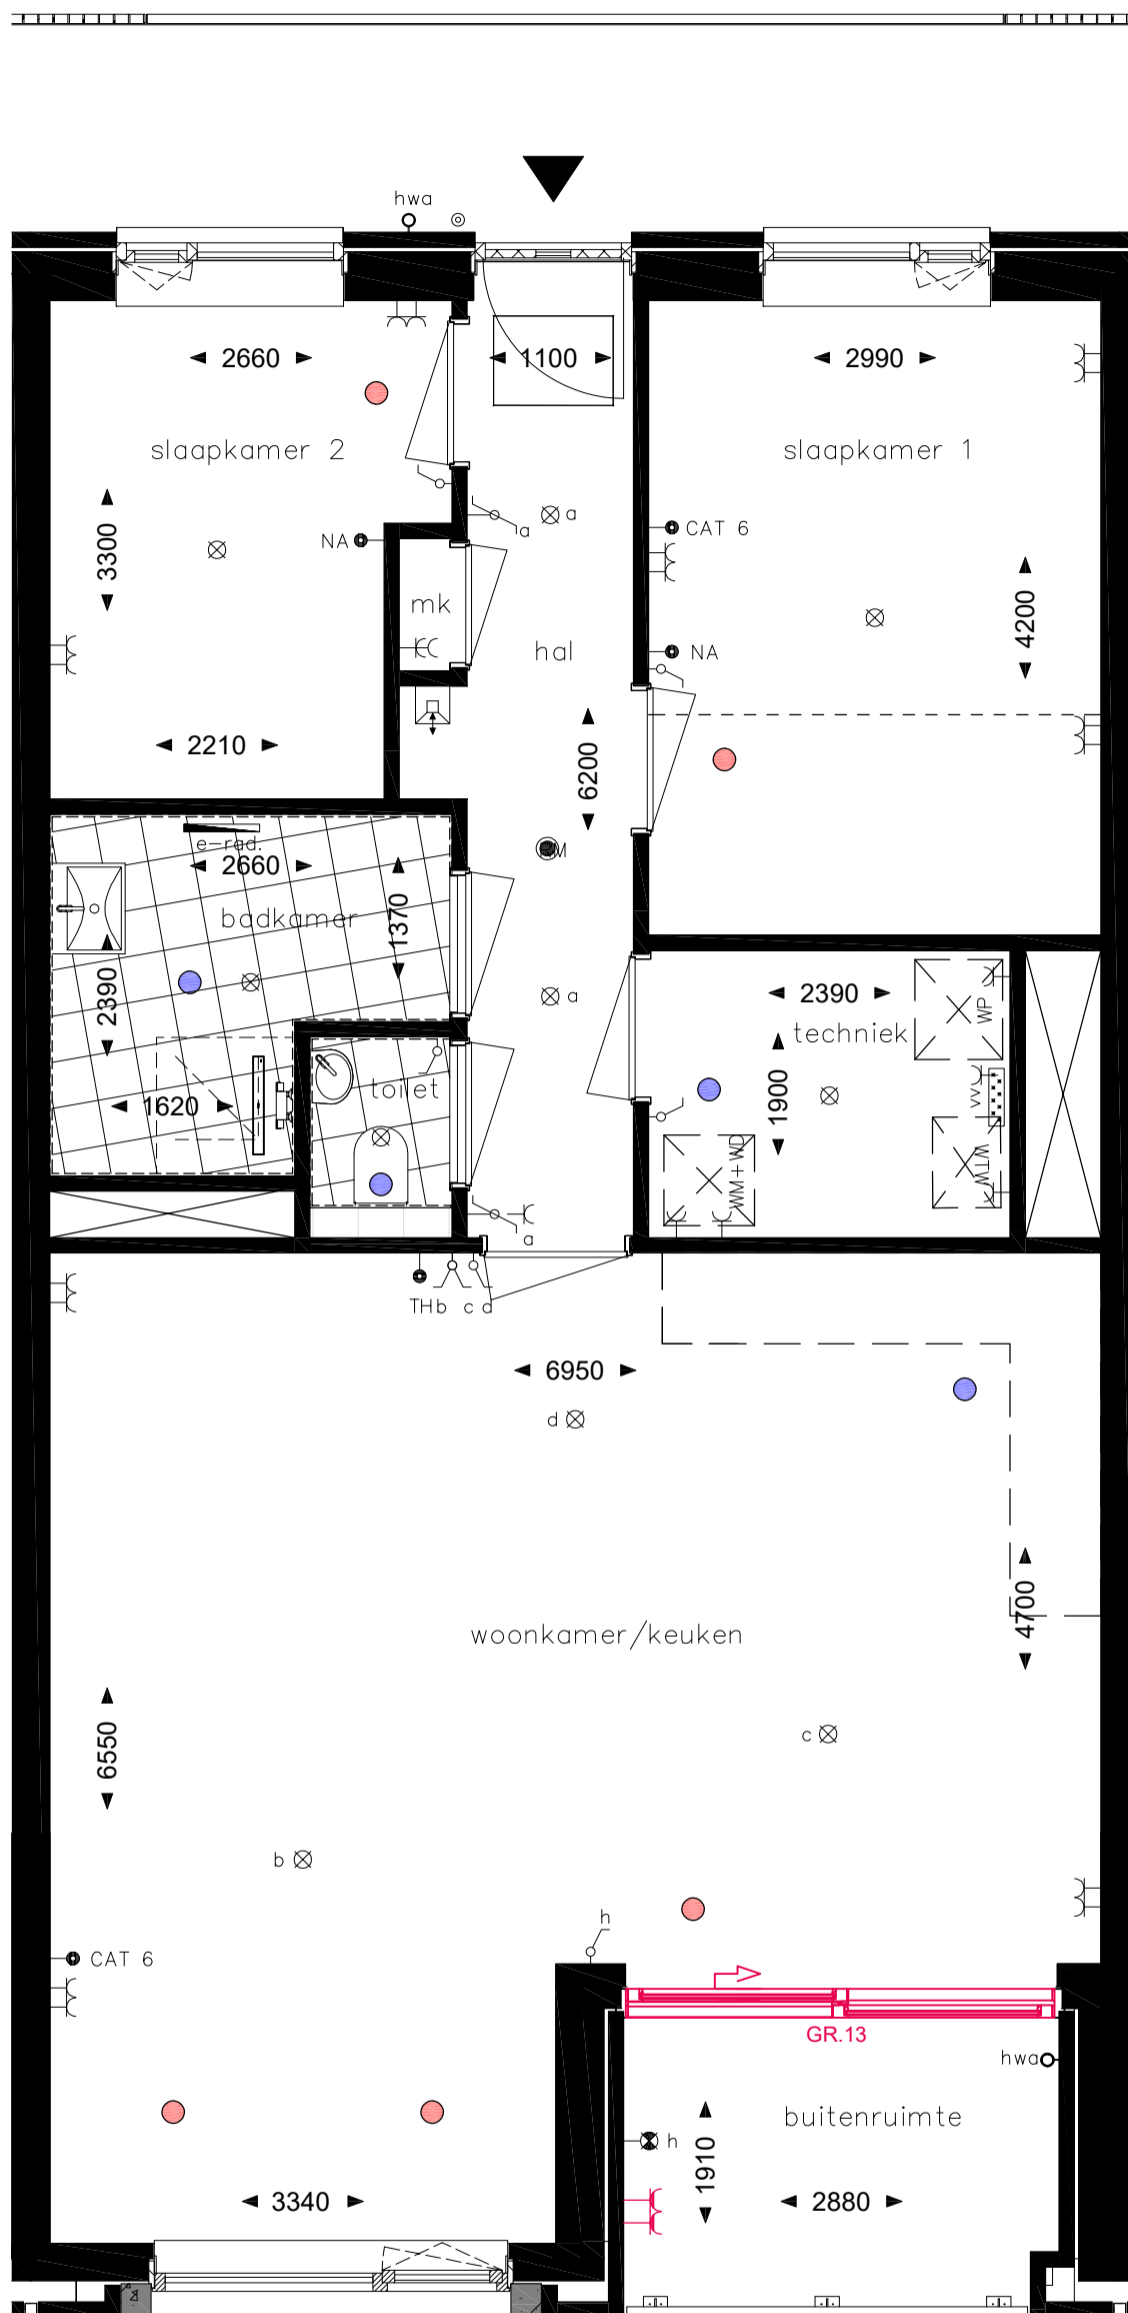 hwa
2660
1100
2990
slaapkamer 2
slaapkamer 1
a
a
CAT 6
NA
3300
mk
4200
hal
NA
2210
6200
e-rad.
2660
badkamer
1370
2390
a
2390
WP
techniek
toilet
1900
VV
1620
WM+WD
WTW
a
THb c d
6950
d
woonkamer/keuken
4700
6550
c
b
h
CAT 6
GR.13
hwa
buitenruimte
h
1910
3340
2880